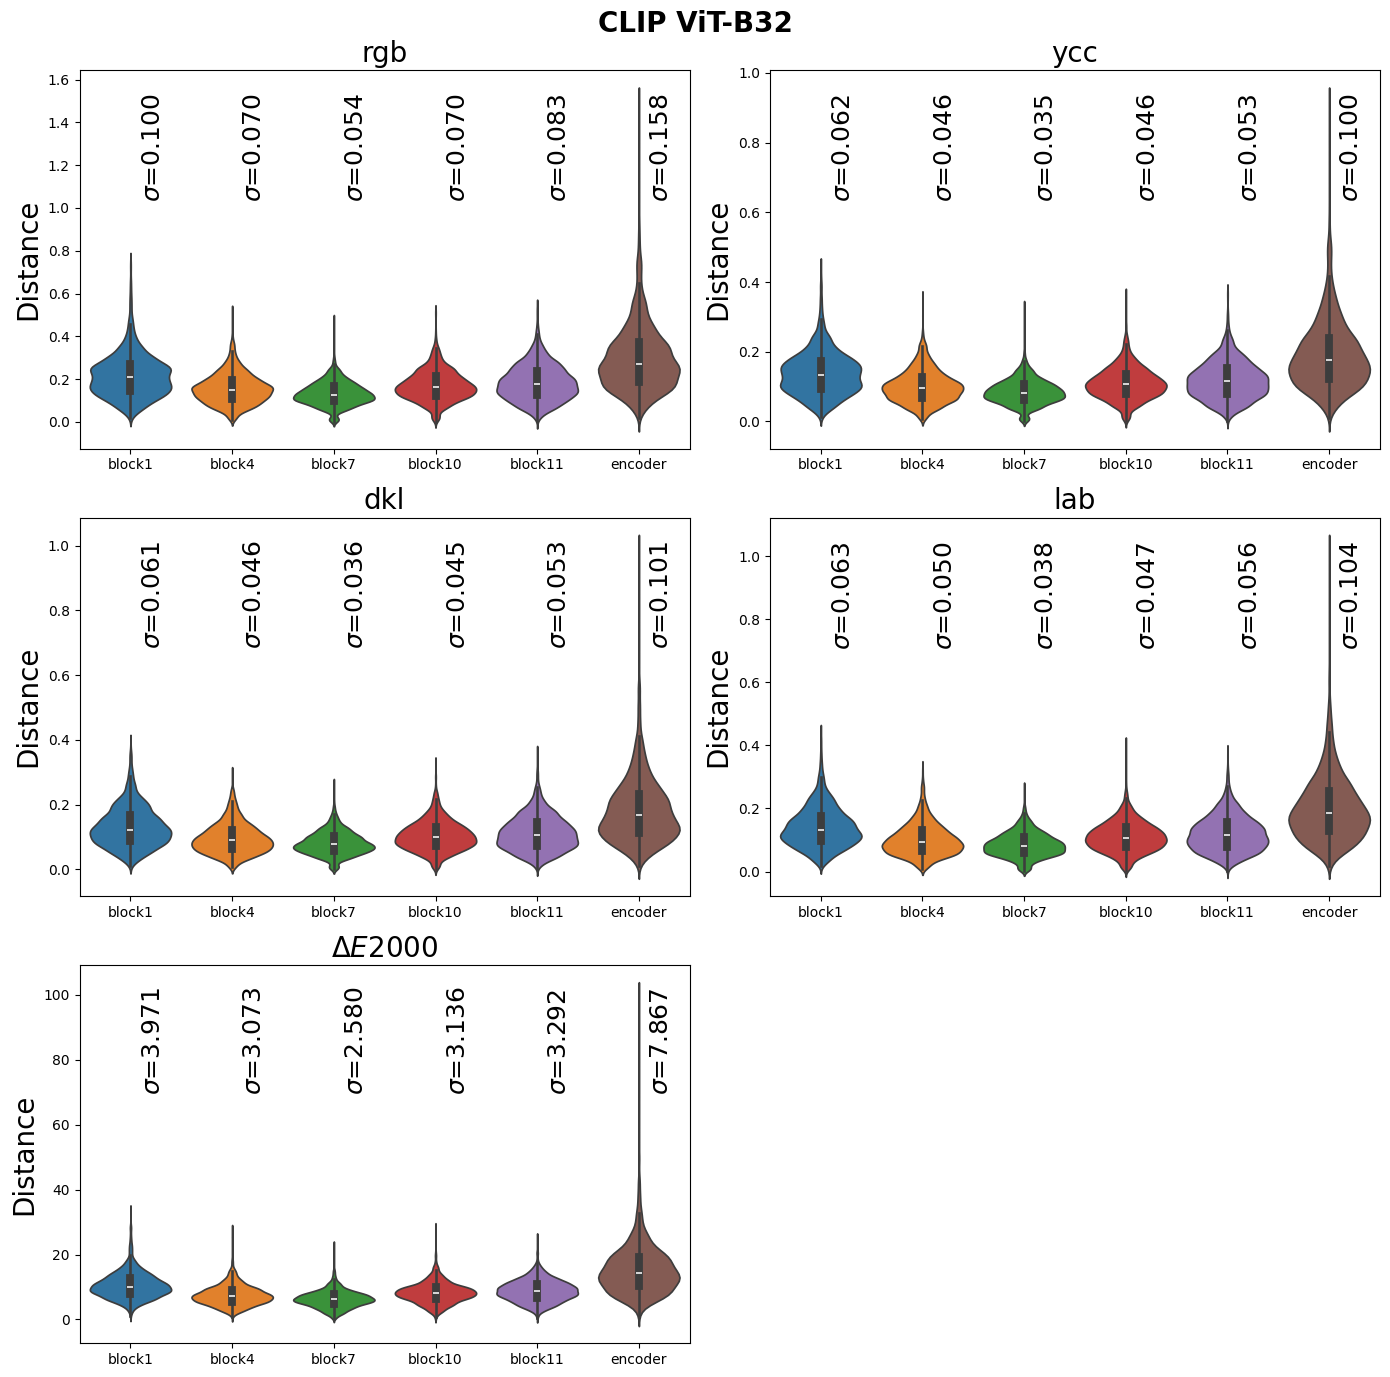 CLIP ViT-B32
rgb
Distance
1.6
1.4
1.2
1.0
0.8
0.6
0.4
0.2
0.0
σ=0.100
σ=0.070
σ=0.054
σ=0.070
σ=0.083
σ=0.158
block1
block4
block7
block10
block11
encoder
ycc
Distance
1.0
0.8
0.6
0.4
0.2
0.0
σ=0.062
σ=0.046
σ=0.035
σ=0.046
σ=0.053
σ=0.100
block1
block4
block7
block10
block11
encoder
dkl
Distance
1.0
0.8
0.6
0.4
0.2
0.0
σ=0.061
σ=0.046
σ=0.036
σ=0.045
σ=0.053
σ=0.101
block1
block4
block7
block10
block11
encoder
lab
Distance
1.0
0.8
0.6
0.4
0.2
0.0
σ=0.063
σ=0.050
σ=0.038
σ=0.047
σ=0.056
σ=0.104
block1
block4
block7
block10
block11
encoder
ΔE2000
Distance
100
80
60
40
20
0
σ=3.971
σ=3.073
σ=2.580
σ=3.136
σ=3.292
σ=7.867
block1
block4
block7
block10
block11
encoder